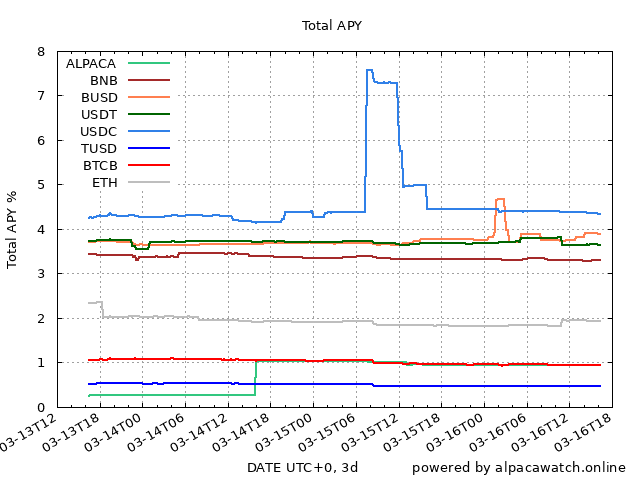 Total APY
8
7
6
5
4
3
2
1
0
Total APY %
ALPACA
BNB
BUSD
USDT
USDC
TUSD
BTCB
ETH
03-13T12
03-13T18
03-14T00
03-14T06
03-14T12
03-14T18
03-15T00
03-15T06
03-15T12
03-15T18
03-16T00
03-16T06
03-16T12
03-16T18
DATE UTC+0, 3d
powered by alpacawatch.online